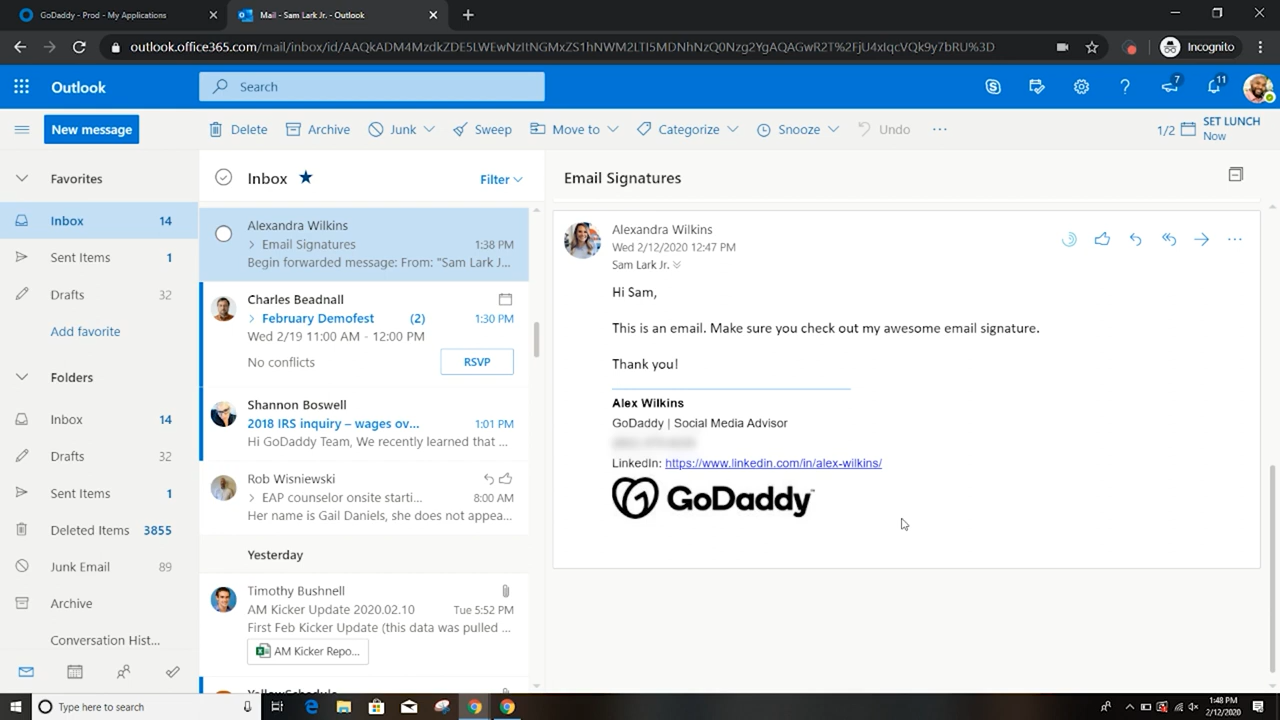 GoDaddy - Prod - My Applications
Mail - Sam Lark Jr. - Outlook
outlook.office365.com/mail/inbox/id/AAQkADM4MzdkZDE5LWEwNzItNGMxZS1hNWM2LTI5MDNhNzQ0Nzg2YgAQAGwR2T%2FjU4xIqcVQk9y7bRU%3D
Incognito
Outlook
Search
7
11
New message
Delete
Archive
Junk
Sweep
Move to
Categorize
Snooze
Undo
1/2
SET LUNCH
Now
Favorites
Inbox 14
Sent Items 1
Drafts 32
Add favorite
Folders
Inbox 14
Drafts 32
Sent Items 1
Deleted Items 3855
Junk Email 89
Archive
Conversation Hist...
Inbox
Filter
Alexandra Wilkins
Email Signatures 1:38 PM
Begin forwarded message: From: "Sam Lark J...
Charles Beadnall
February Demofest (2) 1:30 PM
Wed 2/19 11:00 AM - 12:00 PM
No conflicts RSVP
Shannon Boswell
2018 IRS inquiry – wages ov... 1:01 PM
Hi GoDaddy Team, We recently learned that ...
Rob Wisniewski
EAP counselor onsite starti... 8:00 AM
Her name is Gail Daniels, she does not appea...
Yesterday
Timothy Bushnell
AM Kicker Update 2020.02.10 Tue 5:52 PM
First Feb Kicker Update (this data was pulled ...
AM Kicker Repo...
YellowSchedule
Email Signatures
Alexandra Wilkins
Wed 2/12/2020 12:47 PM
Sam Lark Jr.
Hi Sam,
This is an email. Make sure you check out my awesome email signature.
Thank you!
Alex Wilkins
GoDaddy | Social Media Advisor
LinkedIn: https://www.linkedin.com/in/alex-wilkins/
GoDaddy™
Type here to search
1:48 PM
2/12/2020